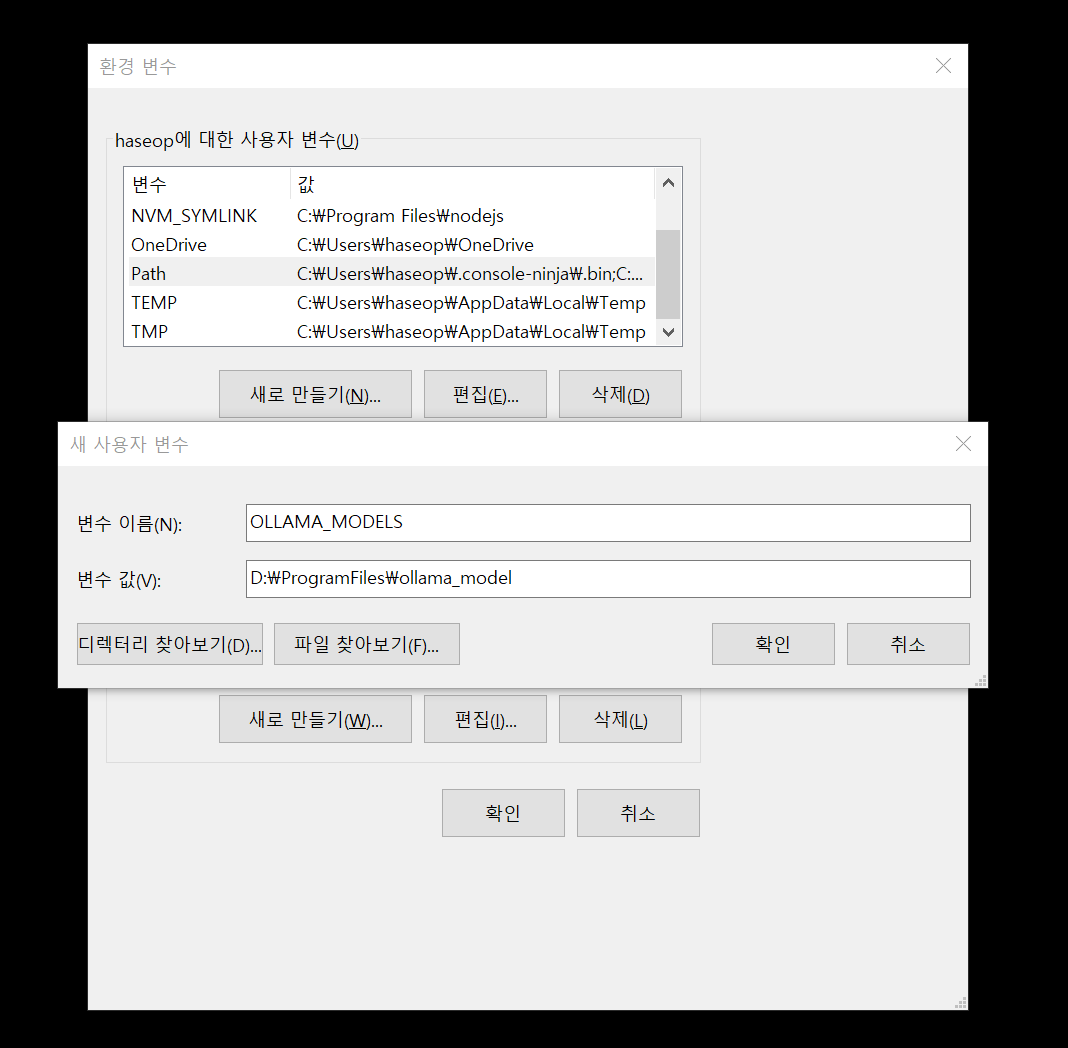 환경 변수
haseop에 대한 사용자 변수(U)
변수 값
NVM_SYMLINK C:₩Program Files₩nodejs
OneDrive C:₩Users₩haseop₩OneDrive
Path C:₩Users₩haseop₩.console-ninja₩.bin;C:...
TEMP C:₩Users₩haseop₩AppData₩Local₩Temp
TMP C:₩Users₩haseop₩AppData₩Local₩Temp
새로 만들기(N)... 편집(E)... 삭제(D)
새 사용자 변수
변수 이름(N): OLLAMA_MODELS
변수 값(V): D:₩ProgramFiles₩ollama_model
디렉터리 찾아보기(D)... 파일 찾아보기(F)... 확인 취소
새로 만들기(W)... 편집(I)... 삭제(L)
확인 취소